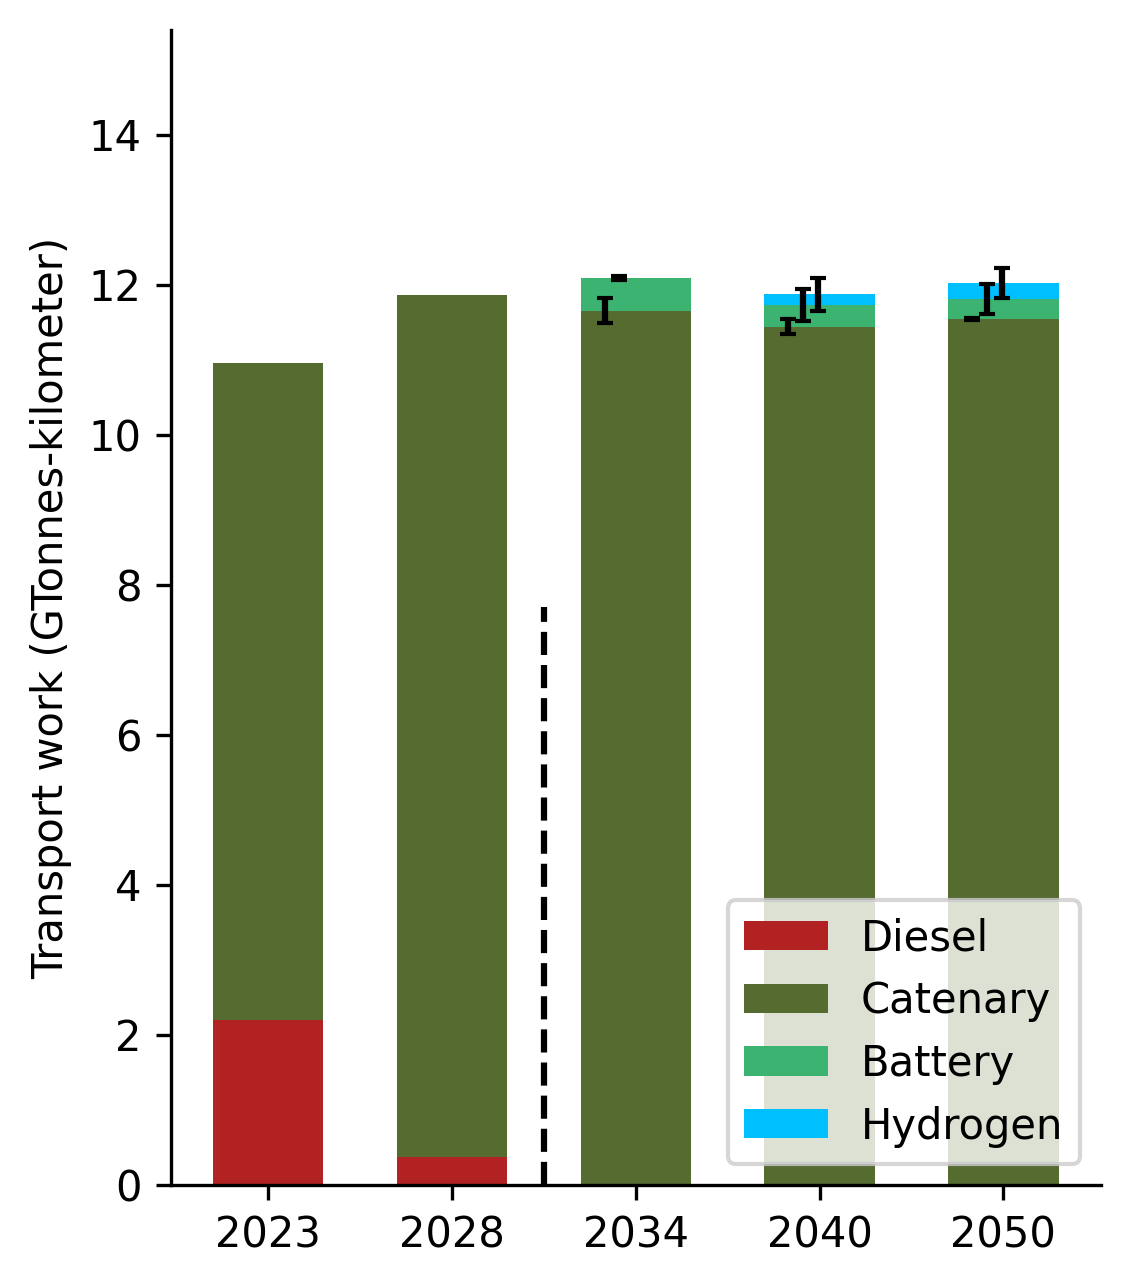 Transport work (GTonnes-kilometer)
14
12
10
8
6
4
2
0
2023 2028 2034 2040 2050
Diesel
Catenary
Battery
Hydrogen